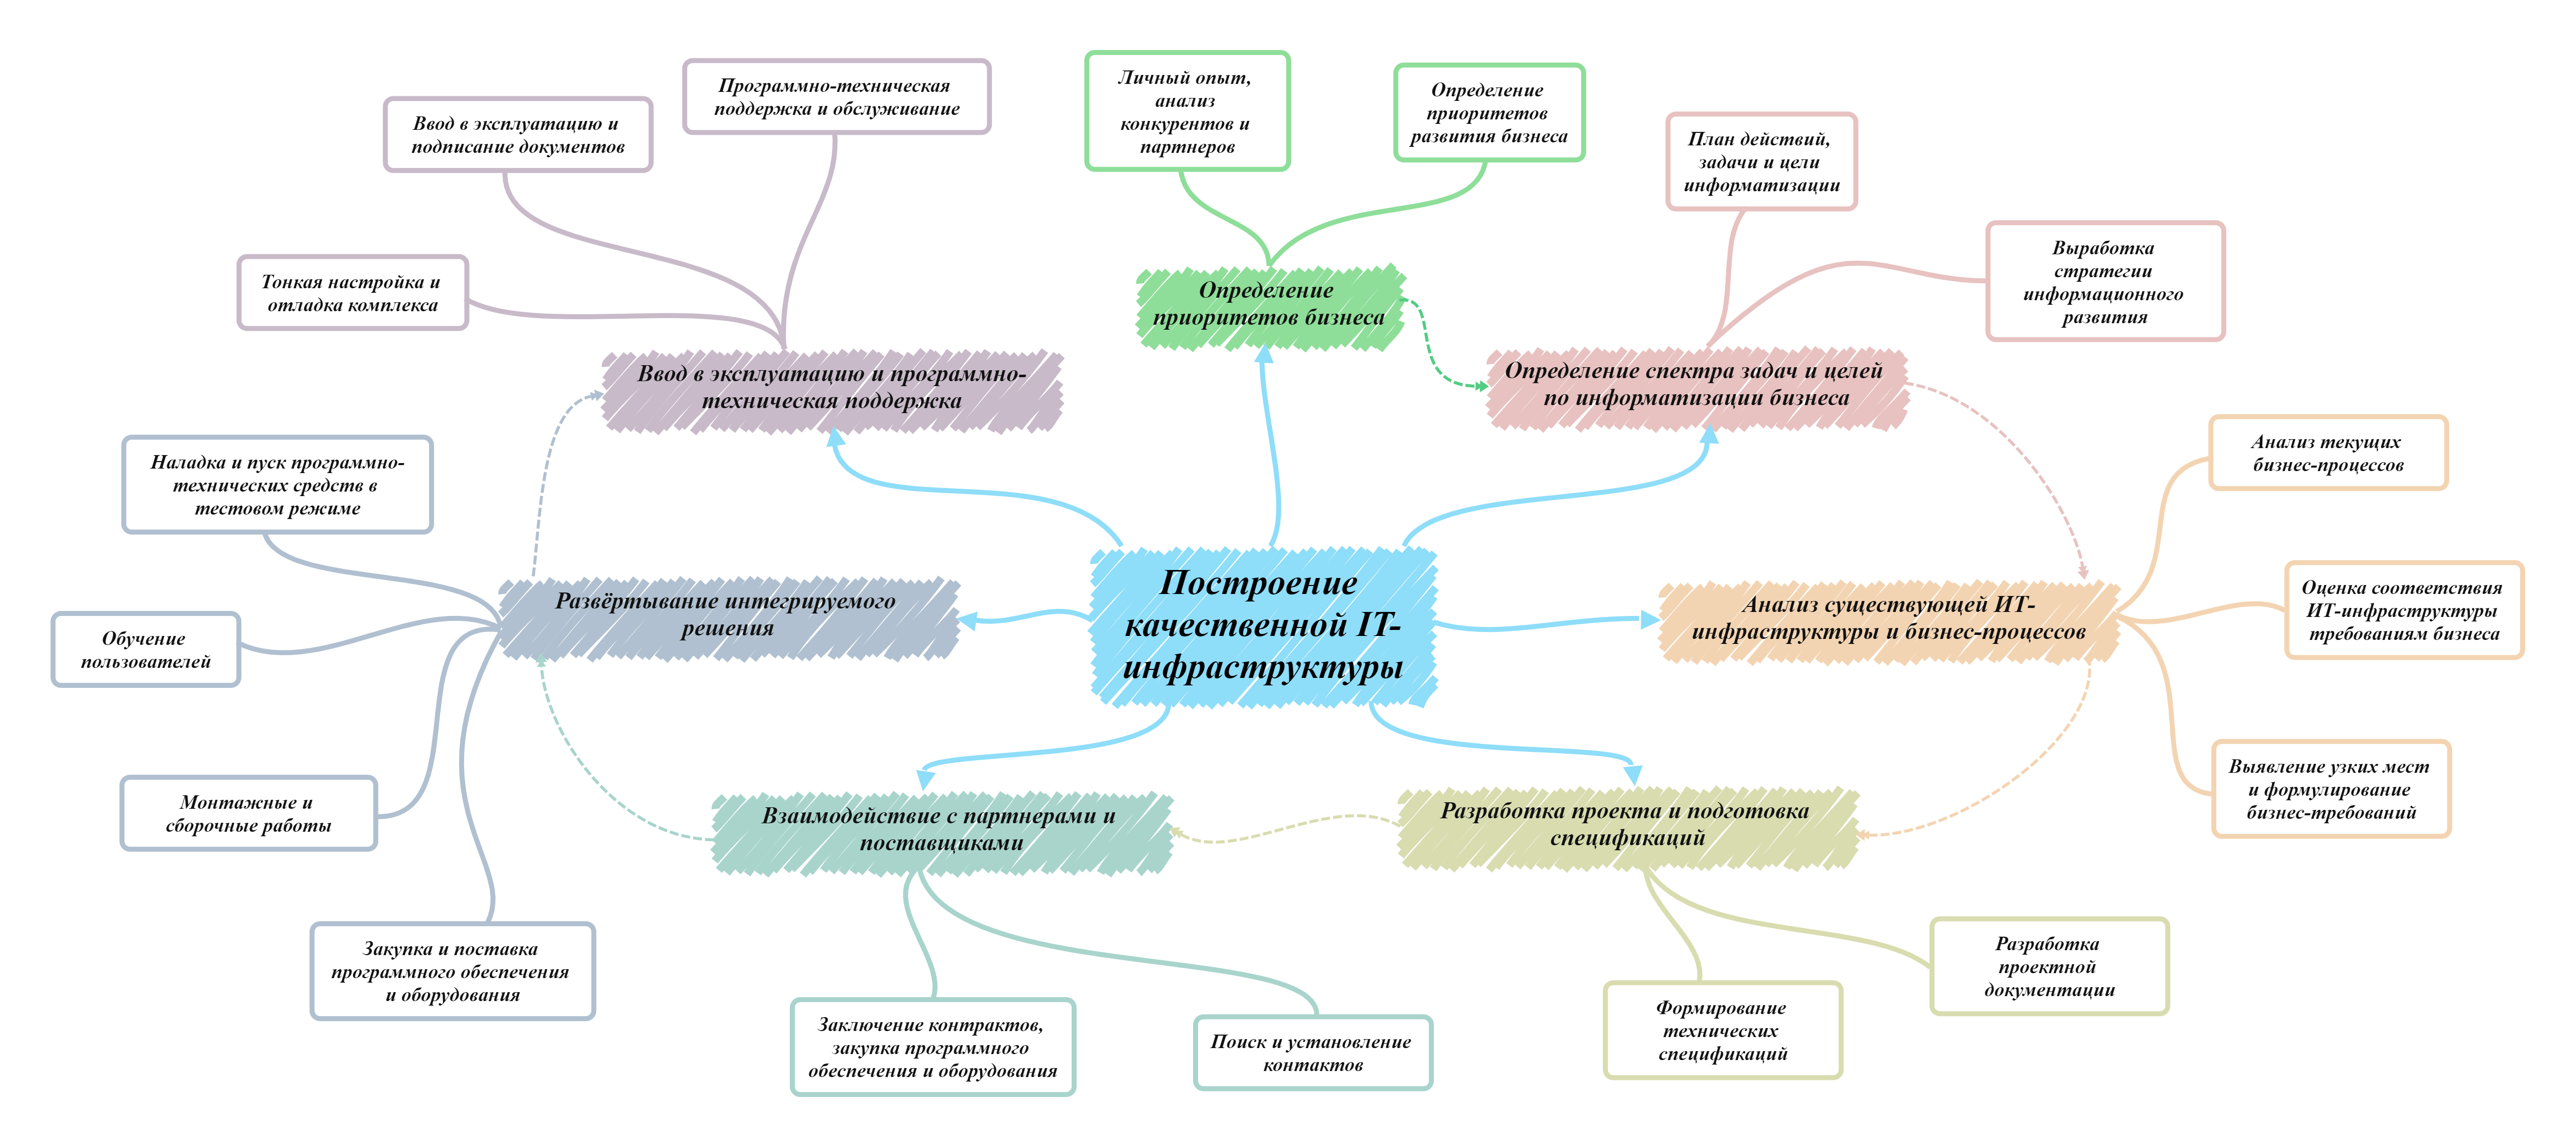 Программно-техническая
поддержка и обслуживание
Ввод в эксплуатацию и
подписание документов
Тонкая настройка и
отладка комплекса
Ввод в эксплуатацию и программно-
техническая поддержка
Личный опыт,
анализ
конкурентов и
партнеров
Определение
приоритетов
развития бизнеса
Определение
приоритетов бизнеса
План действий,
задачи и цели
информатизации
Выработка
стратегии
информационного
развития
Определение спектра задач и целей
по информатизации бизнеса
Наладка и пуск программно-
технических средств в
тестовом режиме
Обучение
пользователей
Монтажные и
сборочные работы
Закупка и поставка
программного обеспечения
и оборудования
Развёртывание интегрируемого
решения
Построение
качественной IT-
инфраструктуры
Анализ существующей ИТ-
инфраструктуры и бизнес-процессов
Анализ текущих
бизнес-процессов
Оценка соответствия
ИТ-инфраструктуры
требованиям бизнеса
Выявление узких мест
и формулирование
бизнес-требований
Взаимодействие с партнерами и
поставщиками
Заключение контрактов,
закупка программного
обеспечения и оборудования
Поиск и установление
контактов
Разработка проекта и подготовка
спецификаций
Формирование
технических
спецификаций
Разработка
проектной
документации